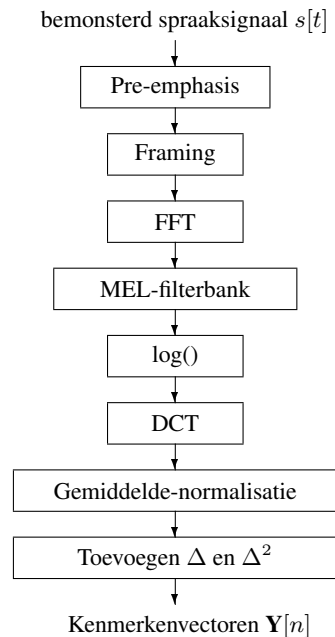 bemonsterd spraaksignaal s[t]
Pre-emphasis
Framing
FFT
MEL-filterbank
log()
DCT
Gemiddelde-normalisatie
Toevoegen Δ en Δ²
Kenmerkenvectoren Y[n]